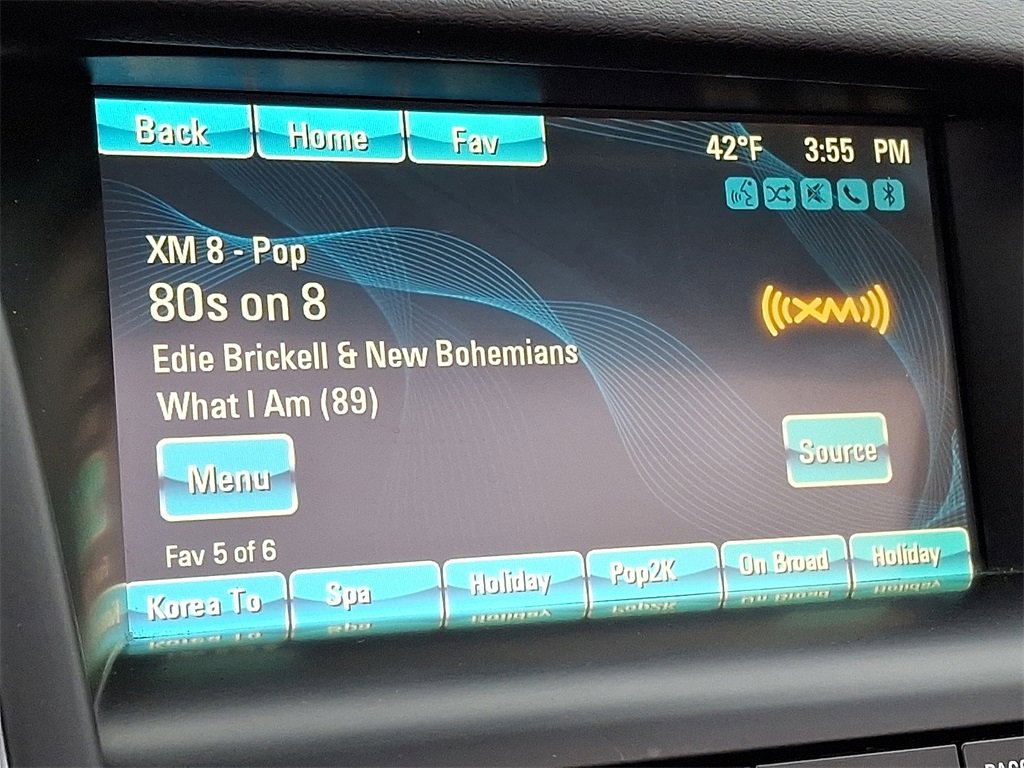 Back Home Fav
42°F 3:55 PM
XM 8 - Pop
80s on 8
XM
Edie Brickell & New Bohemians
What I Am (89)
Menu
Source
Fav 5 of 6
Korea To Spa Holiday Pop2K On Broad Holiday